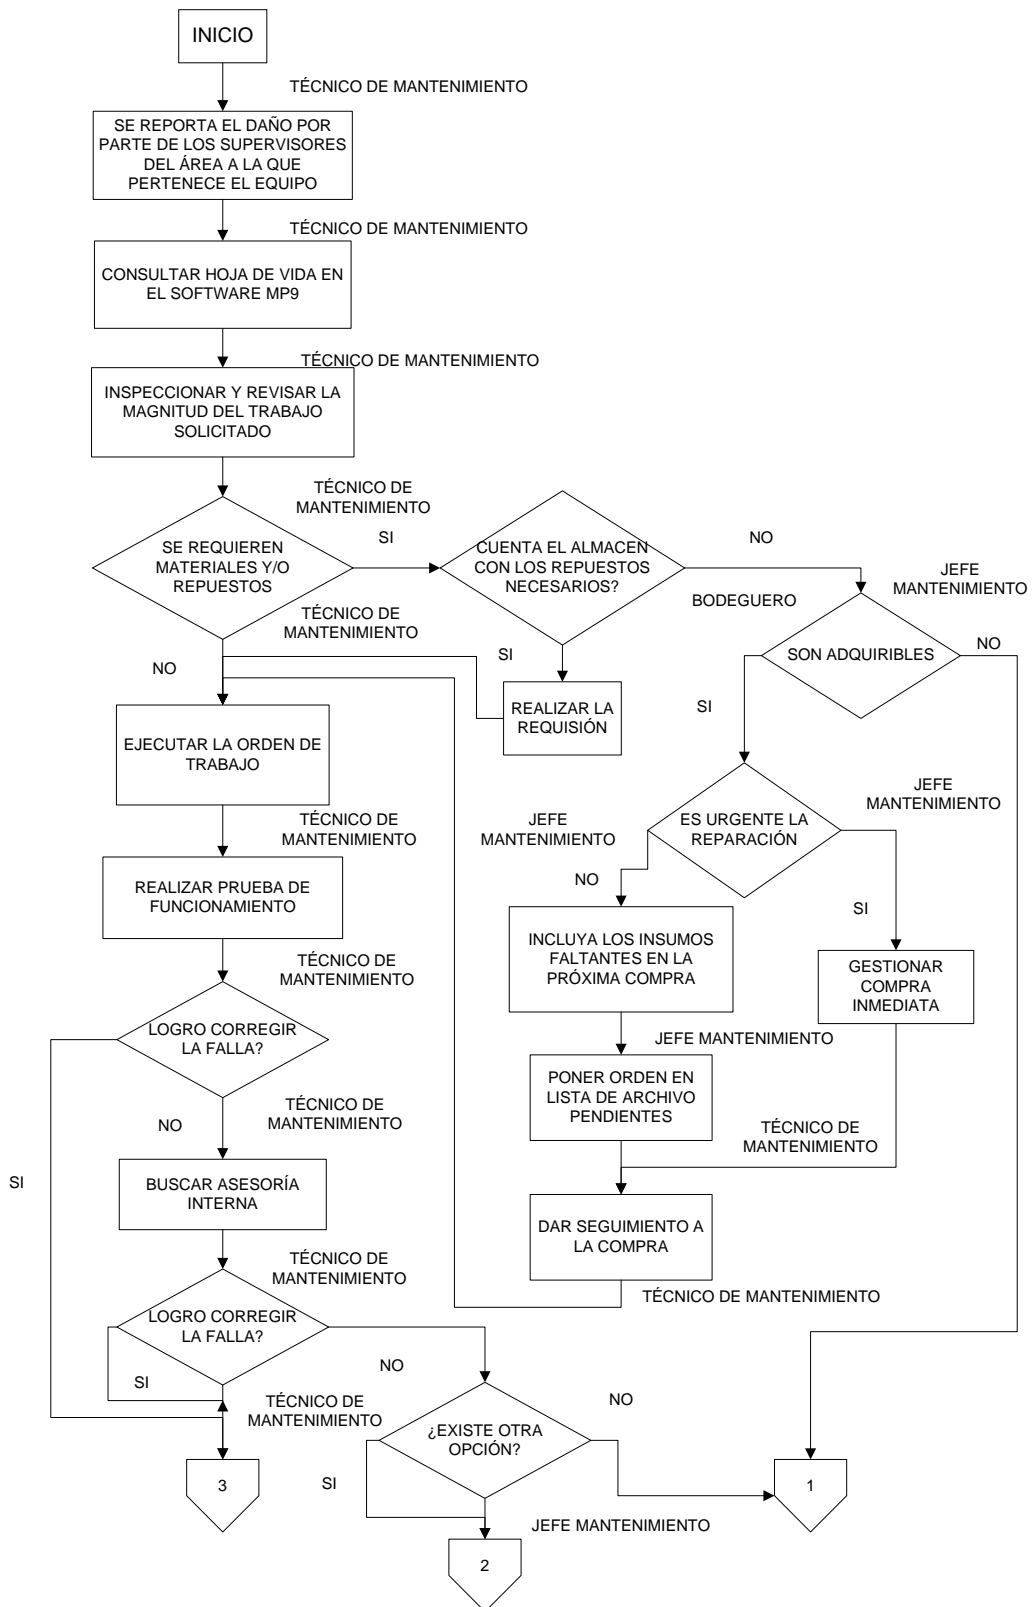 INICIO
TÉCNICO DE MANTENIMIENTO
SE REPORTA EL DAÑO POR
PARTE DE LOS SUPERVISORES
DEL ÁREA A LA QUE
PERTENECE EL EQUIPO
TÉCNICO DE MANTENIMIENTO
CONSULTAR HOJA DE VIDA EN
EL SOFTWARE MP9
TÉCNICO DE MANTENIMIENTO
INSPECCIONAR Y REVISAR LA
MAGNITUD DEL TRABAJO
SOLICITADO
TÉCNICO DE
MANTENIMIENTO
SE REQUIEREN
MATERIALES Y/O
REPUESTOS
SI
CUENTA EL ALMACEN
CON LOS REPUESTOS
NECESARIOS?
NO
JEFE
MANTENIMIENTO
BODEGUERO
TÉCNICO DE
MANTENIMIENTO
SON ADQUIRIBLES
NO
NO
SI
REALIZAR LA
REQUISIÓN
SI
EJECUTAR LA ORDEN DE
TRABAJO
JEFE
MANTENIMIENTO
ES URGENTE LA
REPARACIÓN
JEFE
MANTENIMIENTO
TÉCNICO DE
MANTENIMIENTO
REALIZAR PRUEBA DE
FUNCIONAMIENTO
NO
SI
INCLUYA LOS INSUMOS
FALTANTES EN LA
PRÓXIMA COMPRA
GESTIONAR
COMPRA
INMEDIATA
TÉCNICO DE
MANTENIMIENTO
LOGRO CORREGIR
LA FALLA?
JEFE MANTENIMIENTO
PONER ORDEN EN
LISTA DE ARCHIVO
PENDIENTES
TÉCNICO DE
MANTENIMIENTO
NO
TÉCNICO DE
MANTENIMIENTO
SI
BUSCAR ASESORÍA
INTERNA
DAR SEGUIMIENTO A
LA COMPRA
TÉCNICO DE
MANTENIMIENTO
TÉCNICO DE MANTENIMIENTO
LOGRO CORREGIR
LA FALLA?
NO
SI
TÉCNICO DE
MANTENIMIENTO
¿EXISTE OTRA
OPCIÓN?
NO
SI
3
1
JEFE MANTENIMIENTO
2